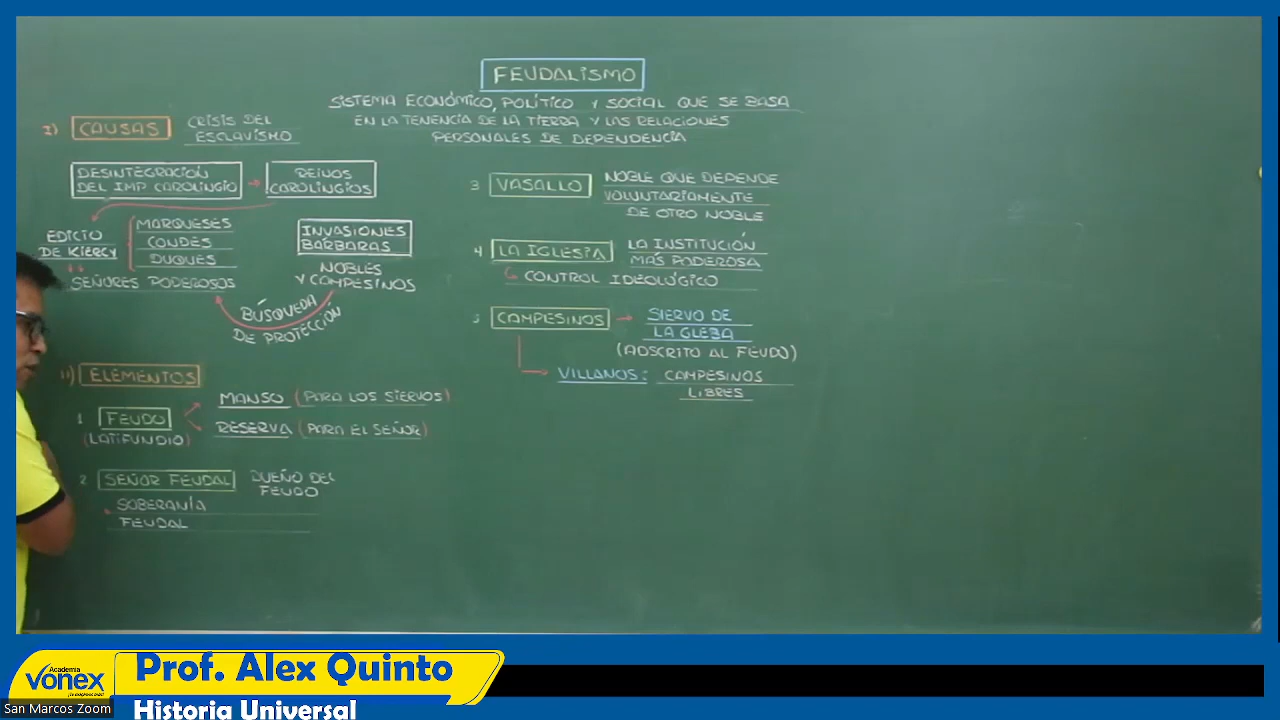 FEUDALISMO
SISTEMA ECONÓMICO, POLÍTICO Y SOCIAL QUE SE BASA
EN LA TENENCIA DE LA TIERRA Y LAS RELACIONES
PERSONALES DE DEPENDENCIA
I) CAUSAS
CRISIS DEL
ESCLAVISMO
DESINTEGRACION
DEL IMP CAROLINGIO
REINOS
CAROLINGIOS
EDICIO
DE KIERCY
MARQUESES
CONDES
DUQUES
SEÑORES PODEROSOS
INVASIONES
BARBARAS
NOBLES
Y COMPESINOS
BÚSQUEDA
DE PROTECCIÓN
II) ELEMENTOS
1 FEUDO
(LATIFUNDIO)
MANSO (PARA LOS SIERVOS)
RESERVA (PARA EL SEÑOR)
2 SEÑOR FEUDAL
DUEÑO DEL
FEUDO
SOBERANÍA
FEUDAL
3 VASALLO
NOBLE QUE DEPENDE
VOLUNTARIAMENTE
DE OTRO NOBLE
4 LA IGLESIA
LA INSTITUCIÓN
MAS PODEROSA
CONTROL IDEOLÓGICO
5 CAMPESINOS
SIERVO DE
LA GLEBA
(ADSCRITO AL FEUDO)
VILLANOS: CAMPESINOS
LIBRES
Academia
VONEX
Prof. Alex Quinto
Historia Universal
San Marcos Zoom